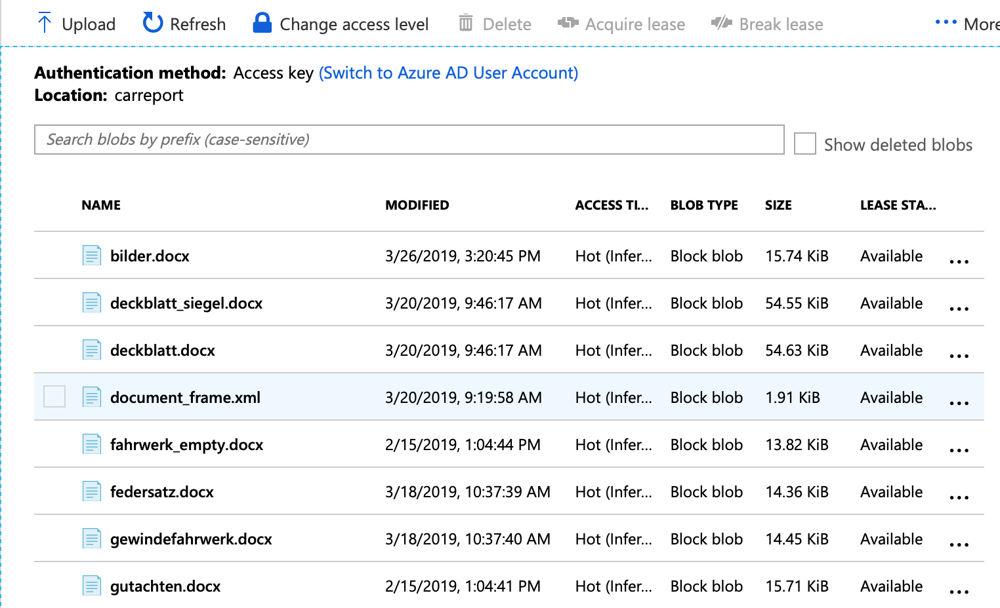 Upload Refresh Change access level Delete Acquire lease Break lease ··· More
Authentication method: Access key (Switch to Azure AD User Account)
Location: carreport
Search blobs by prefix (case-sensitive) Show deleted blobs
NAME MODIFIED ACCESS TI... BLOB TYPE SIZE LEASE STA...
bilder.docx 3/26/2019, 3:20:45 PM Hot (Infer... Block blob 15.74 KiB Available ...
deckblatt_siegel.docx 3/20/2019, 9:46:17 AM Hot (Infer... Block blob 54.55 KiB Available ...
deckblatt.docx 3/20/2019, 9:46:17 AM Hot (Infer... Block blob 54.63 KiB Available ...
document_frame.xml 3/20/2019, 9:19:58 AM Hot (Infer... Block blob 1.91 KiB Available ...
fahrwerk_empty.docx 2/15/2019, 1:04:44 PM Hot (Infer... Block blob 13.82 KiB Available ...
federsatz.docx 3/18/2019, 10:37:39 AM Hot (Infer... Block blob 14.36 KiB Available ...
gewindefahrwerk.docx 3/18/2019, 10:37:40 AM Hot (Infer... Block blob 14.45 KiB Available ...
gutachten.docx 2/15/2019, 1:04:41 PM Hot (Infer... Block blob 15.71 KiB Available ...